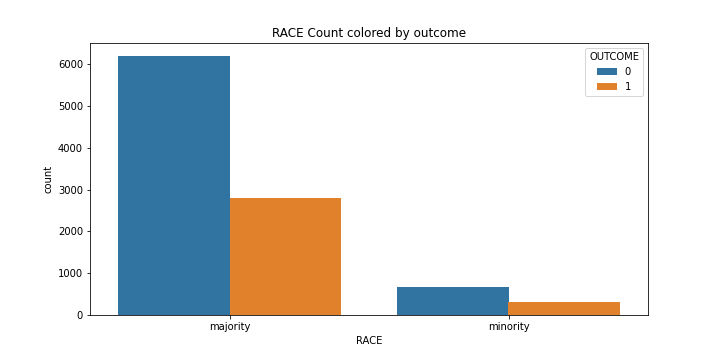 RACE Count colored by outcome
OUTCOME
0
1
6000
5000
4000
3000
2000
1000
0
count
majority
minority
RACE